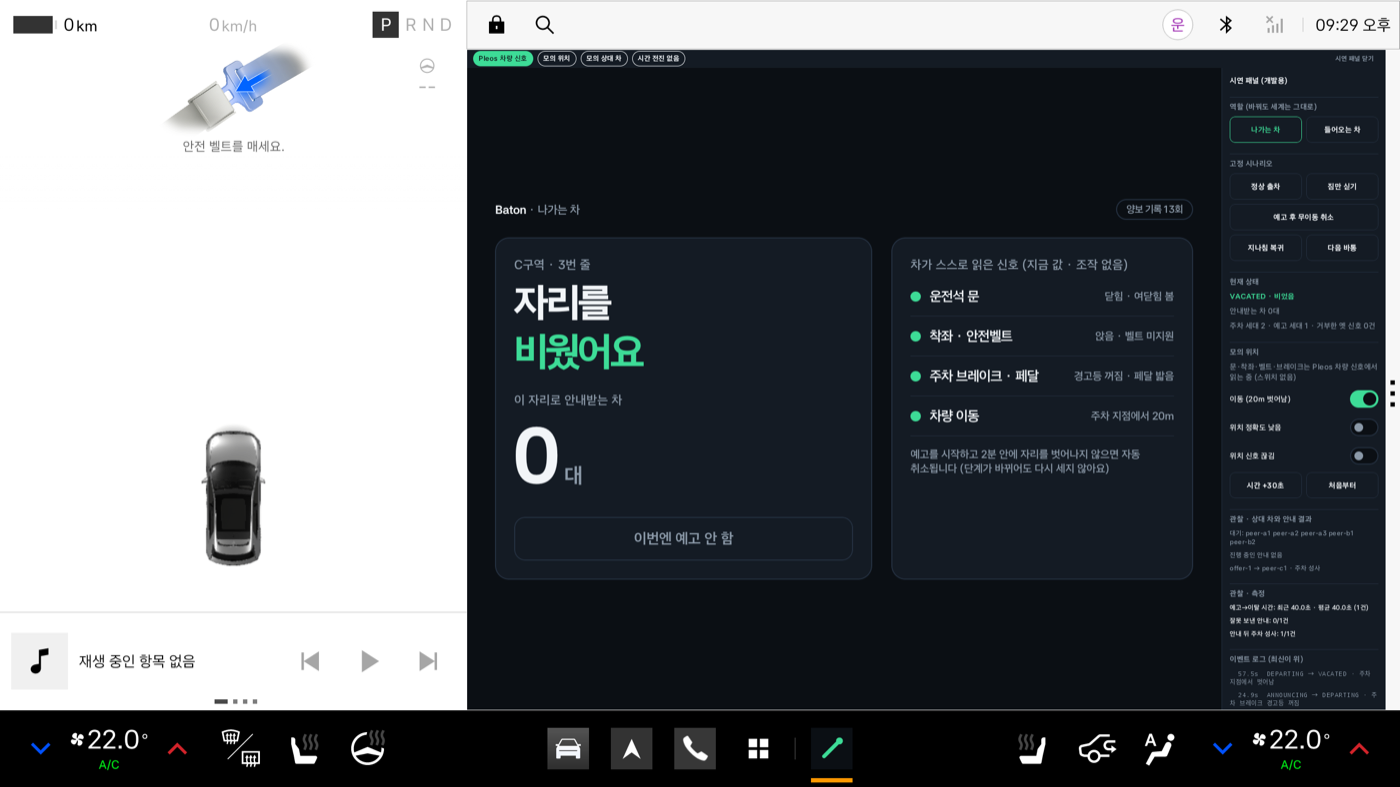 0 km
0 km/h
P R N D
안전 벨트를 매세요.
--
재생 중인 항목 없음
운
09:29 오후
Pleos 차량 신호
모의 위치
모의 상대 차
시간 전진 없음
시연 패널 닫기
Baton · 나가는 차
양보 기록 13회
C구역 · 3번 줄
자리를
비웠어요
이 자리로 안내받는 차
0 대
이번엔 예고 안 함
차가 스스로 읽은 신호 (지금 값 · 조작 없음)
운전석 문 닫힘 · 여닫힘 봄
착좌 · 안전벨트 앉음 · 벨트 미지원
주차 브레이크 · 페달 경고등 꺼짐 · 페달 밟음
차량 이동 주차 지점에서 20m
예고를 시작하고 2분 안에 자리를 벗어나지 않으면 자동
취소됩니다 (단계가 바뀌어도 다시 세지 않아요)
시연 패널 (개발용)
역할 (바꿔도 세계는 그대로)
나가는 차 들어오는 차
고정 시나리오
정상 출차 짐만 싣기
예고 후 무이동 취소
지나침 복귀 다음 바통
현재 상태
VACATED · 비었음
안내받는 차 0대
주차 세대 2 · 예고 세대 1 · 거부한 옛 신호 0건
모의 위치
문·착좌·벨트·브레이크는 Pleos 차량 신호에서
읽는 중 (스위치 없음)
이동 (20m 벗어남)
위치 정확도 낮음
위치 신호 끊김
시간 +30초 처음부터
관찰 · 상대 차와 안내 결과
대기: peer-a1 peer-a2 peer-a3 peer-b1
peer-b2
진행 중인 안내 없음
offer-1 → peer-c1 · 주차 성사
관찰 · 측정
예고→이탈 시간: 최근 40.0초 · 평균 40.0초 (1건)
잘못 보낸 안내: 0/1건
안내 뒤 주차 성사: 1/1건
이벤트 로그 (최신이 위)
57.5s DEPARTING → VACATED · 주차
지점에서 벗어남
24.9s ANNOUNCING → DEPARTING · 주
차 브레이크 경고등 꺼짐
22.0°
A/C
A
22.0°
A/C